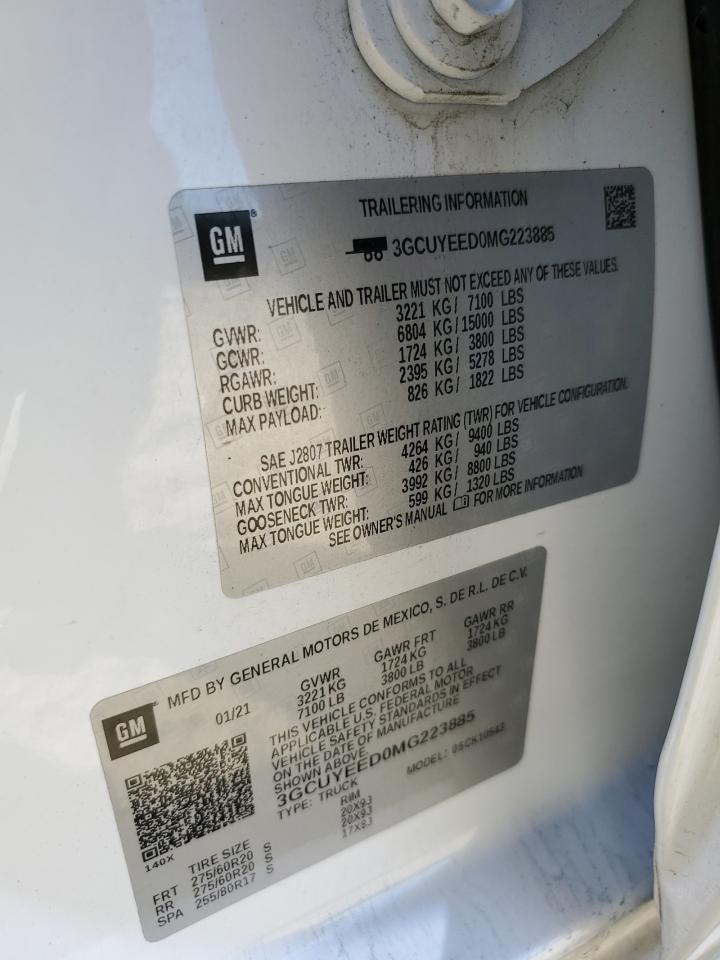 GM®
TRAILERING INFORMATION
3GCUYEED0MG223885
VEHICLE AND TRAILER MUST NOT EXCEED ANY OF THESE VALUES.
GVWR: 3221 KG/ 7100 LBS
GCWR: 6804 KG/15000 LBS
RGAWR: 1724 KG/ 3800 LBS
CURB WEIGHT: 2395 KG/ 5278 LBS
MAX PAYLOAD: 826 KG/ 1822 LBS
SAE J2807 TRAILER WEIGHT RATING (TWR) FOR VEHICLE CONFIGURATION.
CONVENTIONAL TWR: 4264 KG/ 9400 LBS
MAX TONGUE WEIGHT: 426 KG/ 940 LBS
GOOSENECK TWR: 3992 KG/ 8800 LBS
MAX TONGUE WEIGHT: 599 KG/ 1320 LBS
SEE OWNER'S MANUAL FOR MORE INFORMATION
GM
MFD BY GENERAL MOTORS DE MEXICO, S. DE R.L. DE C.V.
01/21 GVWR GAWR FRT GAWR RR
3221 KG 1724 KG 1724 KG
7100 LB 3800 LB 3800 LB
THIS VEHICLE CONFORMS TO ALL
APPLICABLE U.S. FEDERAL MOTOR
VEHICLE SAFETY STANDARDS IN EFFECT
ON THE DATE OF MANUFACTURE
SHOWN ABOVE.
3GCUYEED0MG223885
TYPE: TRUCK MODEL:
140X
TIRE SIZE RIM
FRT 275/60R20 S 20X9J
RR 275/60R20 S 20X9J
SPA 255/80R17 S 17X8J